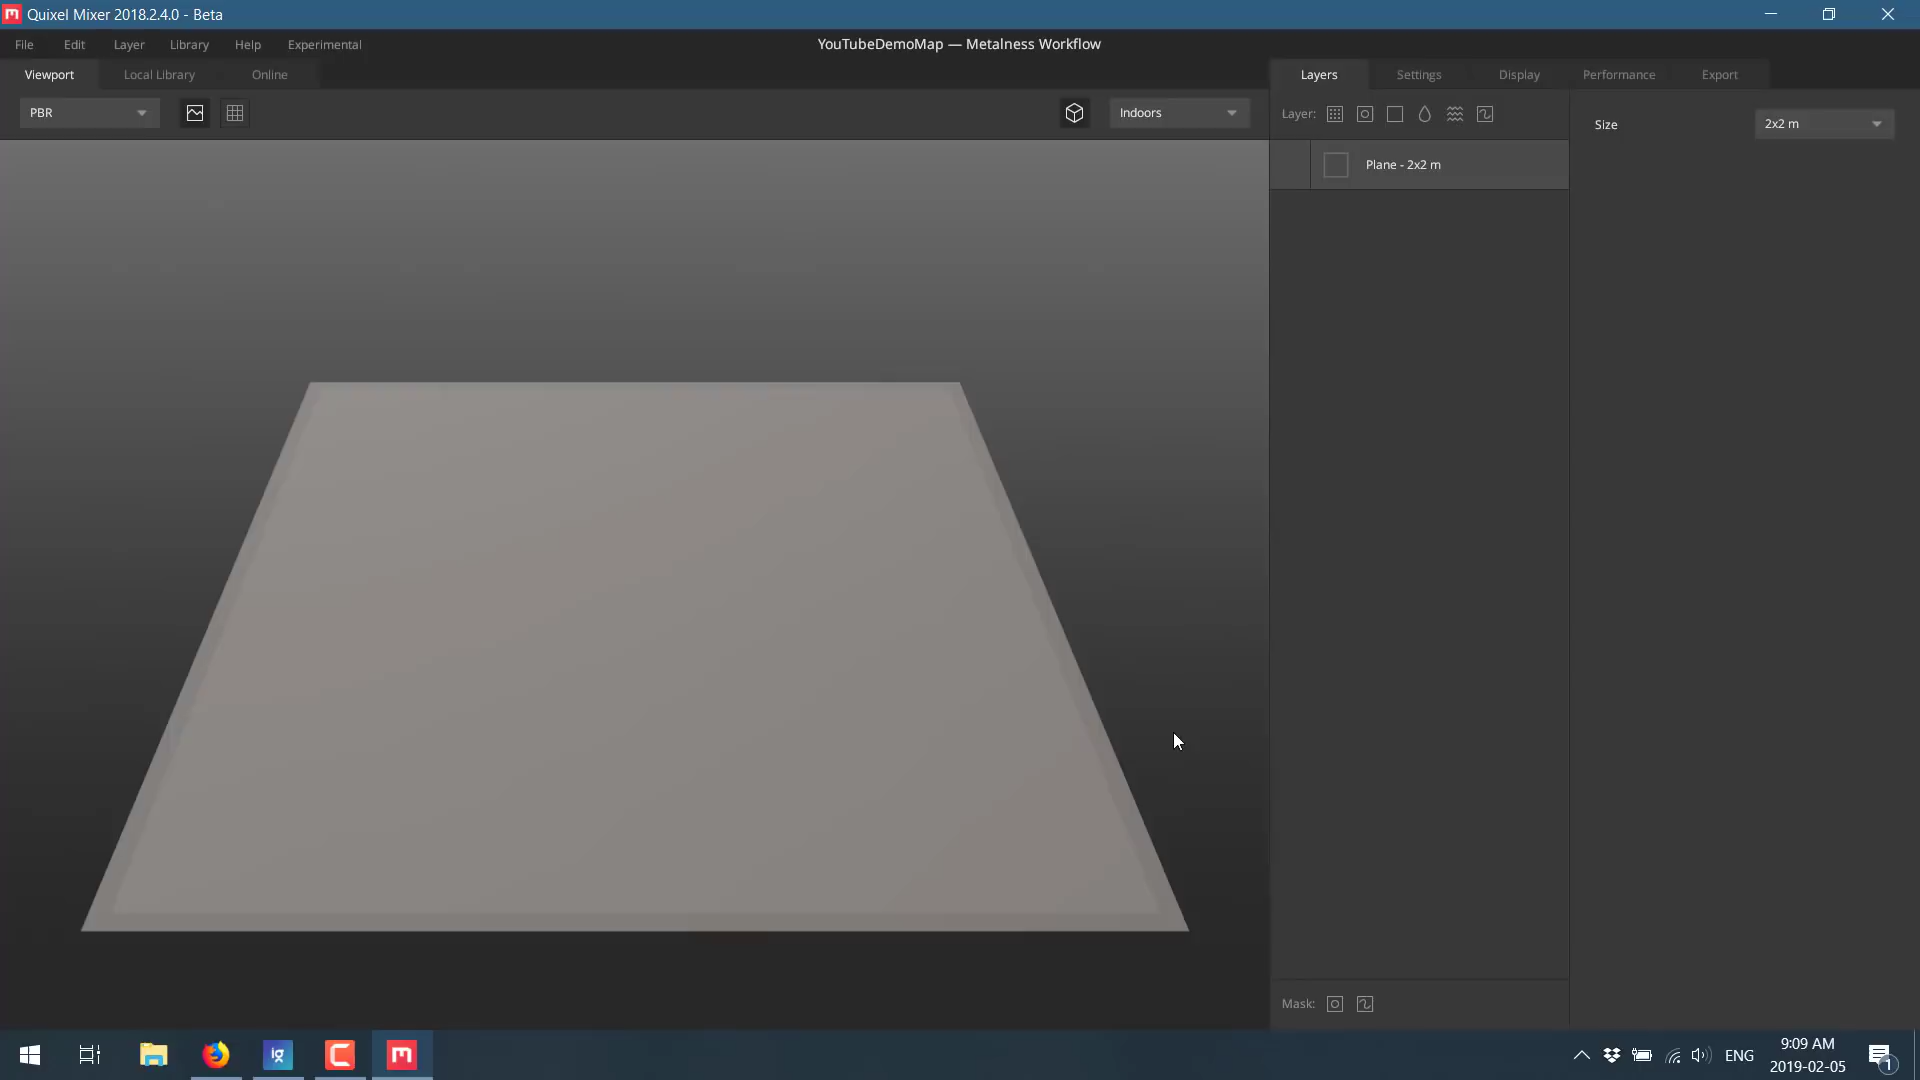 Quixel Mixer 2018.2.4.0 - Beta
File Edit Layer Library Help Experimental
YouTubeDemoMap — Metalness Workflow
Viewport Local Library Online
Layers Settings Display Performance Export
PBR
Indoors
Layer:
Size
2x2 m
Plane - 2x2 m
Mask:
ENG
9:09 AM
2019-02-05
1